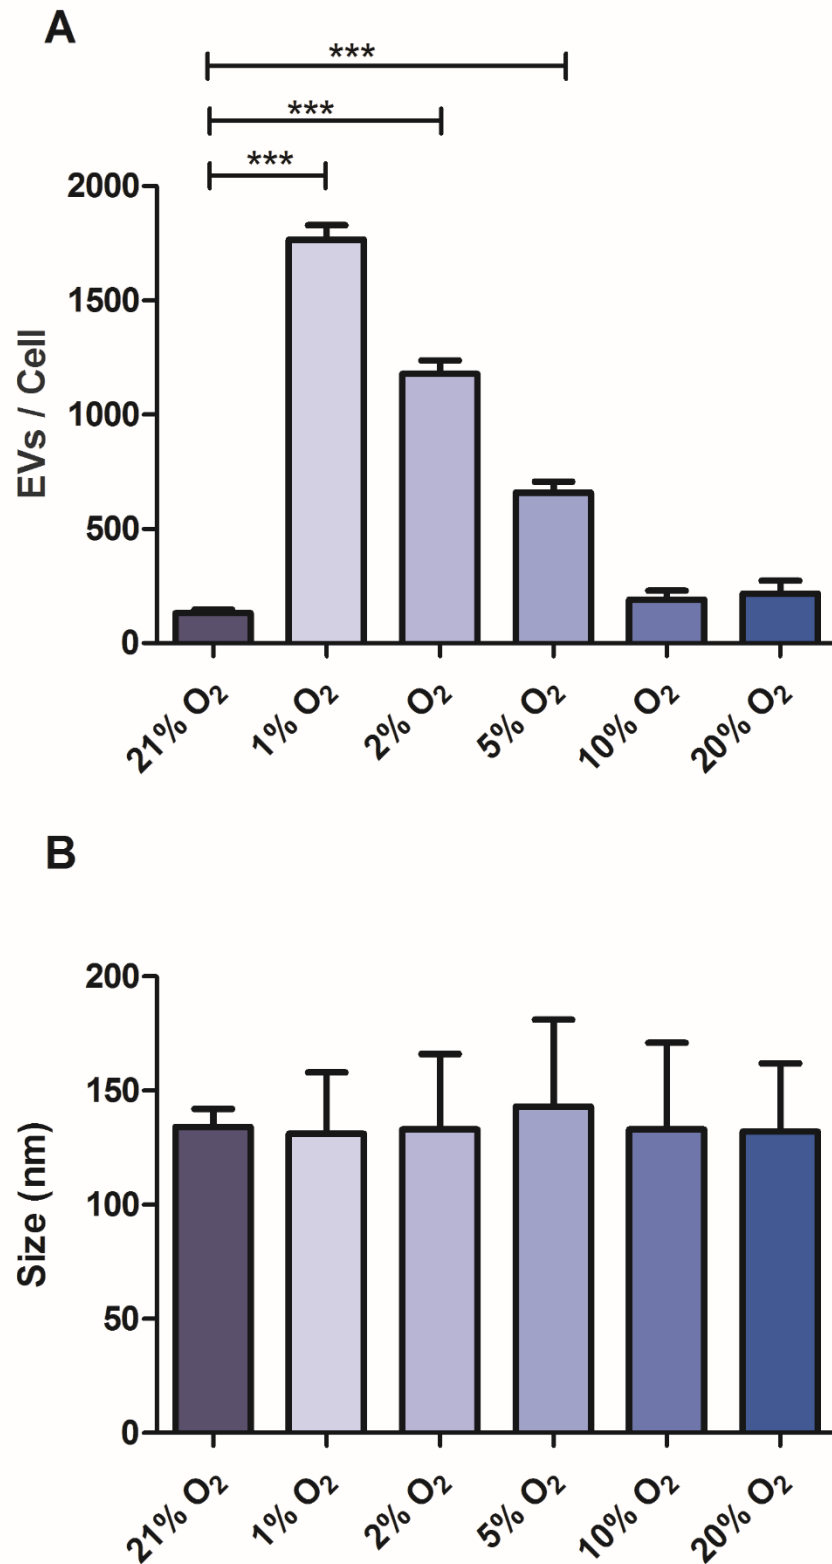 A
***
***
***
2000
1500
1000
500
0
EVs / Cell
21% O₂
1% O₂
2% O₂
5% O₂
10% O₂
20% O₂
B
200
150
100
50
0
Size (nm)
21% O₂
1% O₂
2% O₂
5% O₂
10% O₂
20% O₂